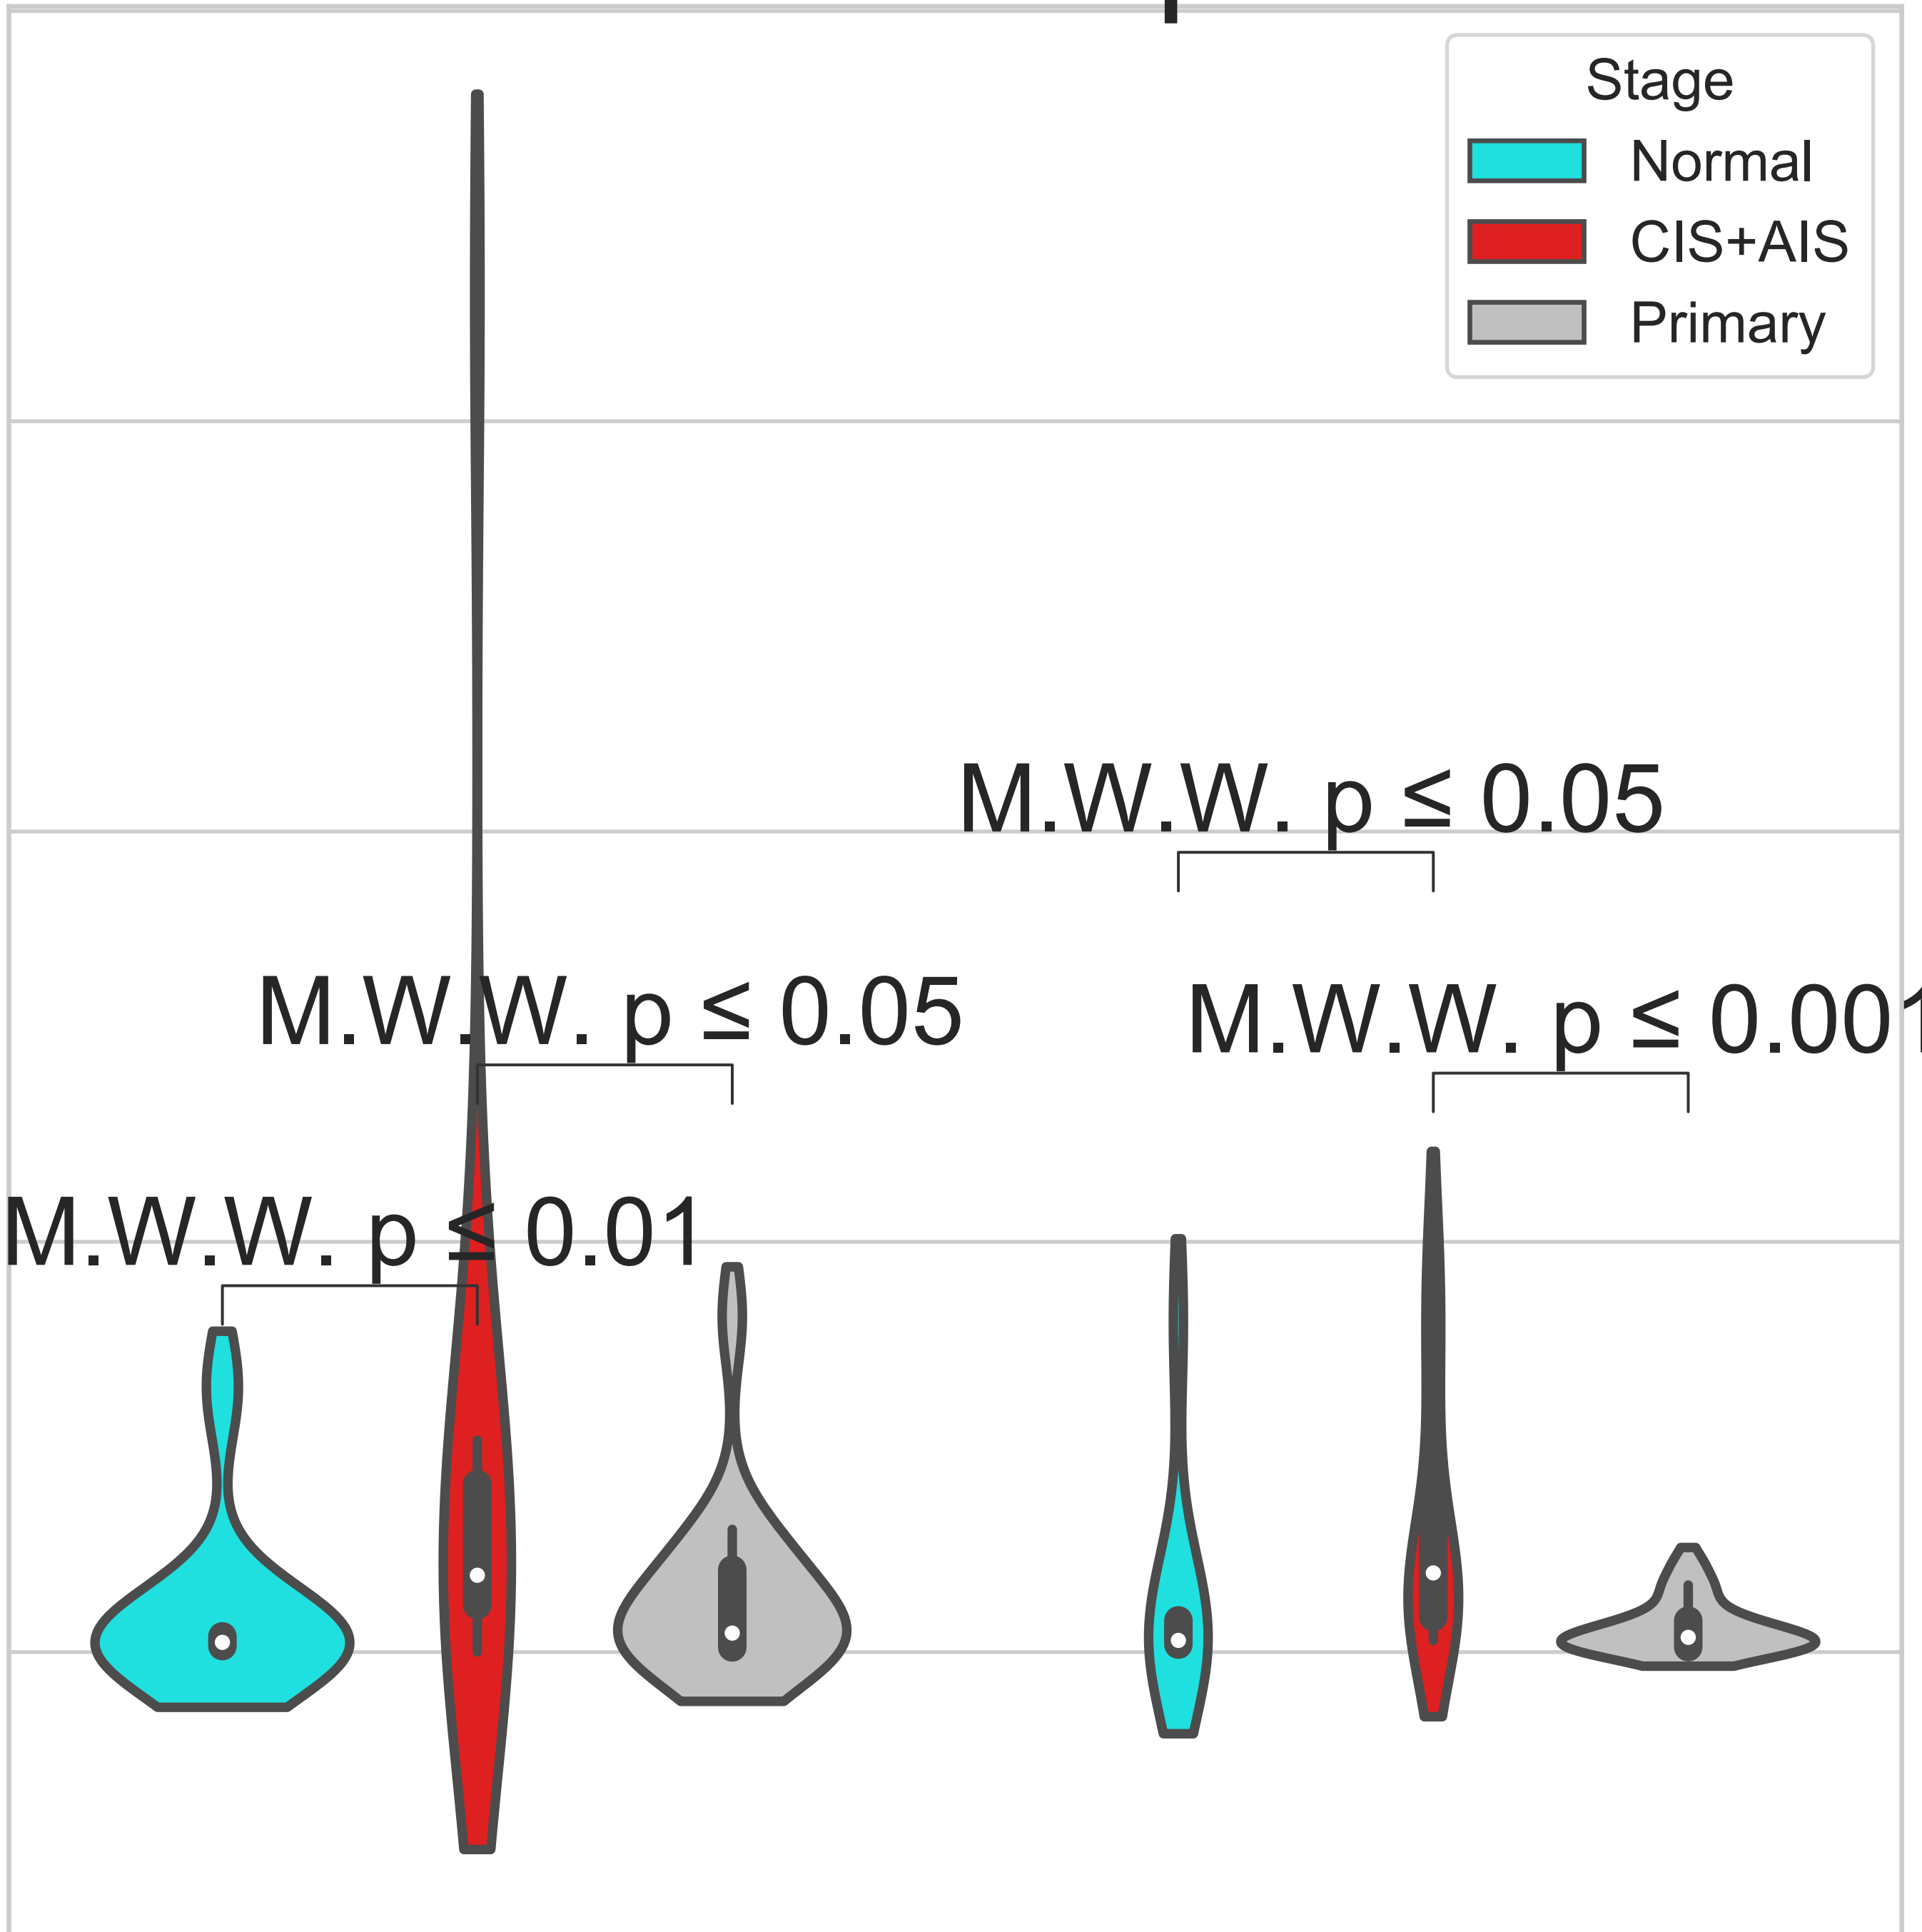 Stage
Normal
CIS+AIS
Primary
M.W.W. p ≤ 0.05
M.W.W. p ≤ 0.05
M.W.W. p ≤ 0.001
M.W.W. p ≤ 0.01